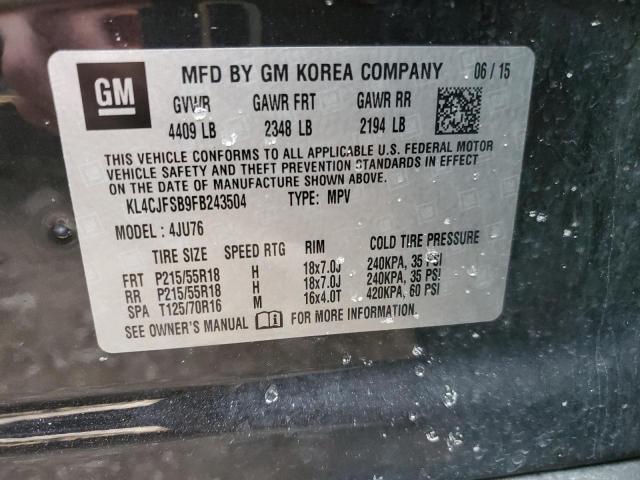 GM
MFD BY GM KOREA COMPANY 06 / 15
GVWR GAWR FRT GAWR RR
4409 LB 2348 LB 2194 LB
THIS VEHICLE CONFORMS TO ALL APPLICABLE U.S. FEDERAL MOTOR
VEHICLE SAFETY AND THEFT PREVENTION STANDARDS IN EFFECT
ON THE DATE OF MANUFACTURE SHOWN ABOVE.
KL4CJFSB9FB243504 TYPE: MPV
MODEL : 4JU76
TIRE SIZE SPEED RTG RIM COLD TIRE PRESSURE
FRT P215/55R18 H 18x7.0J 240KPA, 35 PSI
RR P215/55R18 H 18x7.0J 240KPA, 35 PSI
SPA T125/70R16 M 16x4.0T 420KPA, 60 PSI
SEE OWNER'S MANUAL FOR MORE INFORMATION.